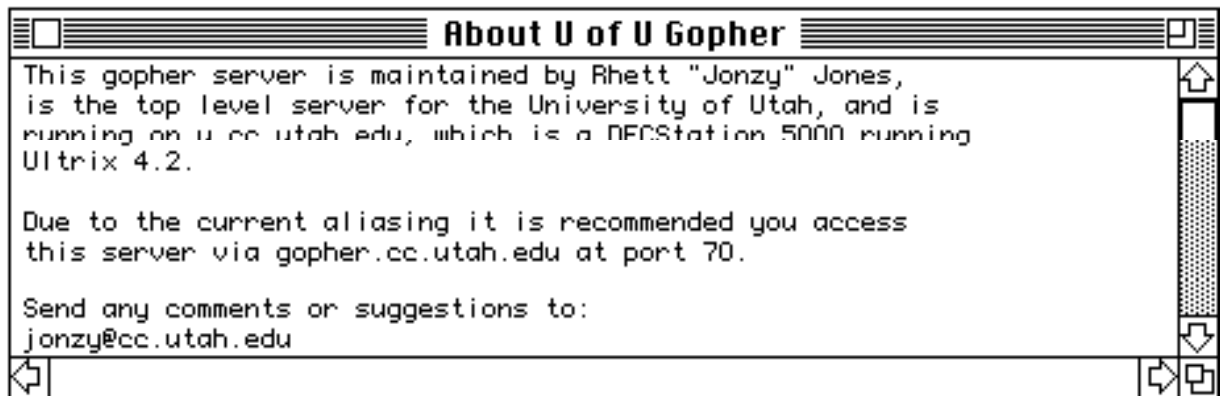 About U of U Gopher
This gopher server is maintained by Rhett "Jonzy" Jones,
is the top level server for the University of Utah, and is
running on u.cc.utah.edu, which is a DECStation 5000 running
Ultrix 4.2.
Due to the current aliasing it is recommended you access
this server via gopher.cc.utah.edu at port 70.
Send any comments or suggestions to:
jonzy@cc.utah.edu